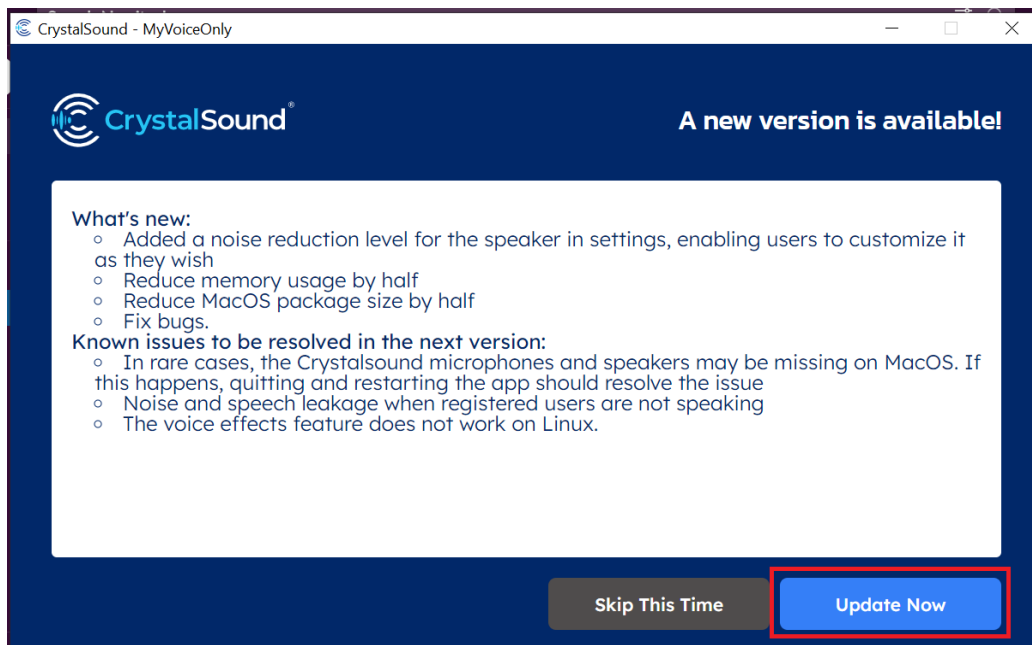 CrystalSound - MyVoiceOnly
CrystalSound®
A new version is available!
What's new:
◦ Added a noise reduction level for the speaker in settings, enabling users to customize it
as they wish
◦ Reduce memory usage by half
◦ Reduce MacOS package size by half
◦ Fix bugs.
Known issues to be resolved in the next version:
◦ In rare cases, the Crystalsound microphones and speakers may be missing on MacOS. If
this happens, quitting and restarting the app should resolve the issue
◦ Noise and speech leakage when registered users are not speaking
◦ The voice effects feature does not work on Linux.
Skip This Time
Update Now